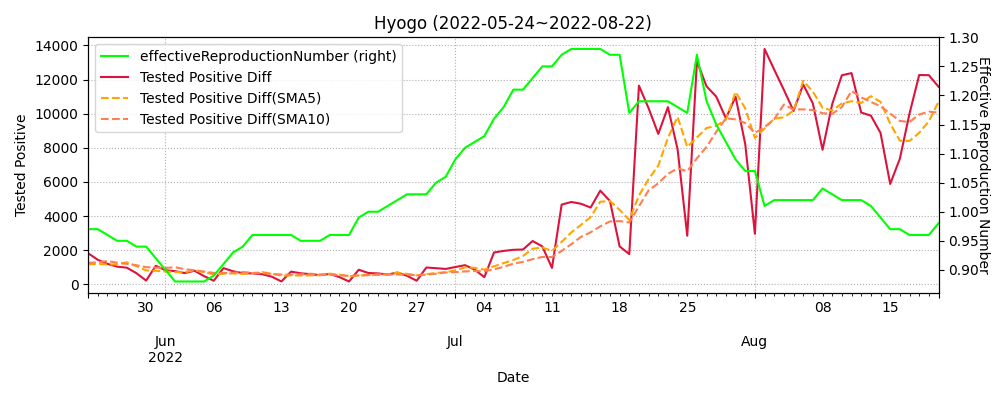 Hyogo (2022-05-24~2022-08-22)
effectiveReproductionNumber (right)
Tested Positive Diff
Tested Positive Diff(SMA5)
Tested Positive Diff(SMA10)
Tested Positive
14000
12000
10000
8000
6000
4000
2000
0
1.30
1.25
1.20
1.15
1.10
1.05
1.00
0.95
0.90
Effective Reproduction Number
30 06 13 20 27 04 11 18 25 08 15
Jun Jul Aug
2022
Date